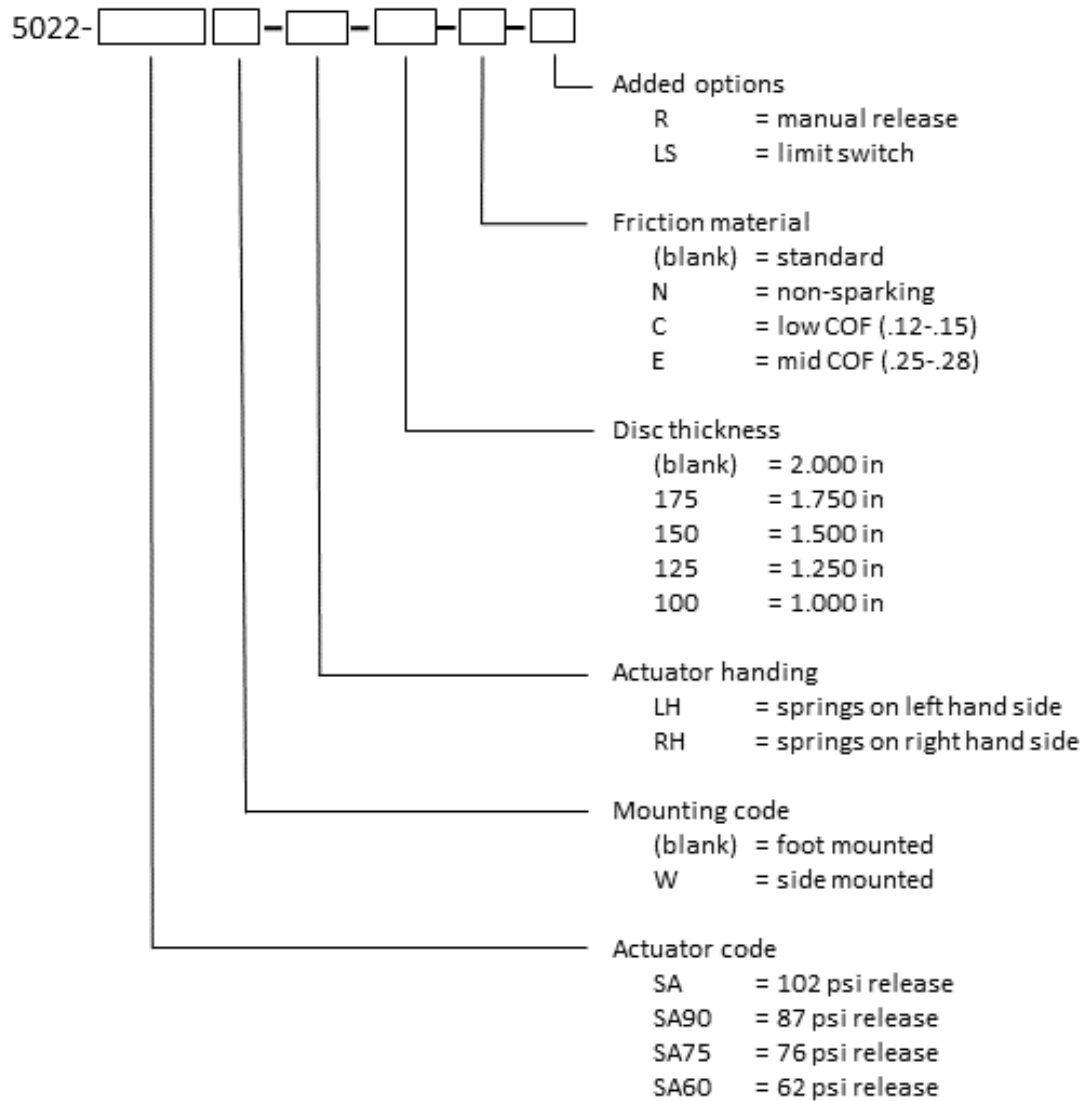 5022-
Added options
R = manual release
LS = limit switch
Friction material
(blank) = standard
N = non-sparking
C = low COF (.12-.15)
E = mid COF (.25-.28)
Disc thickness
(blank) = 2.000 in
175 = 1.750 in
150 = 1.500 in
125 = 1.250 in
100 = 1.000 in
Actuator handing
LH = springs on left hand side
RH = springs on right hand side
Mounting code
(blank) = foot mounted
W = side mounted
Actuator code
SA = 102 psi release
SA90 = 87 psi release
SA75 = 76 psi release
SA60 = 62 psi release